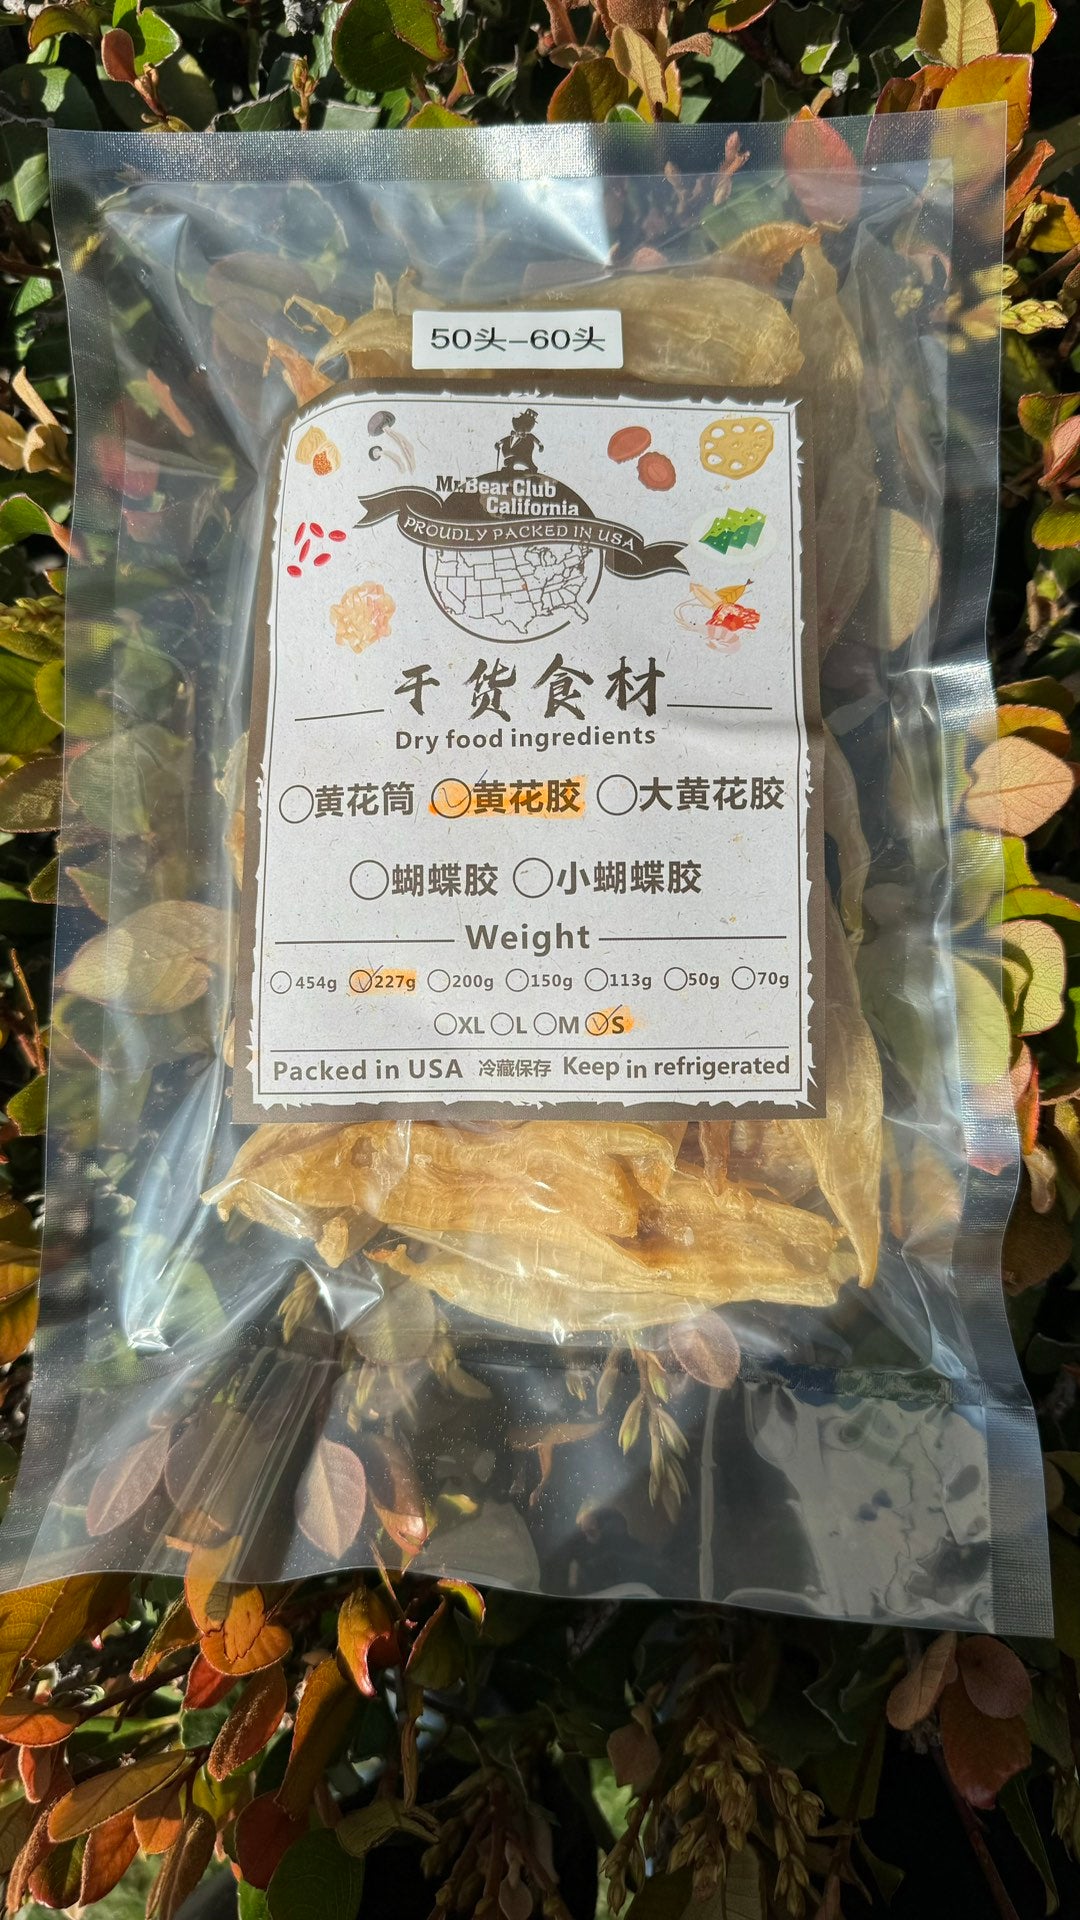 50头-60头
Mr.Bear Club
California
PROUDLY PACKED IN USA
干货食材
Dry food ingredients
黄花筒 黄花胶 大黄花胶
蝴蝶胶 小蝴蝶胶
Weight
454g 227g 200g 150g 113g 50g 70g
XL L M S
Packed in USA 冷藏保存 Keep in refrigerated